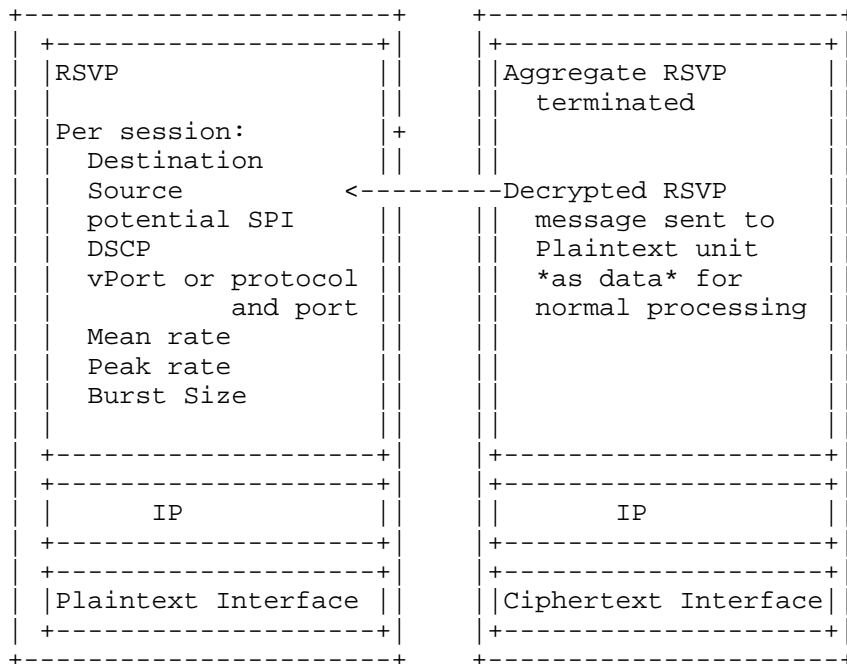 RSVP
Per session:
Destination
Source
potential SPI
DSCP
vPort or protocol
and port
Mean rate
Peak rate
Burst Size
IP
Plaintext Interface
Aggregate RSVP
terminated
Decrypted RSVP
message sent to
Plaintext unit
*as data* for
normal processing
IP
Ciphertext Interface